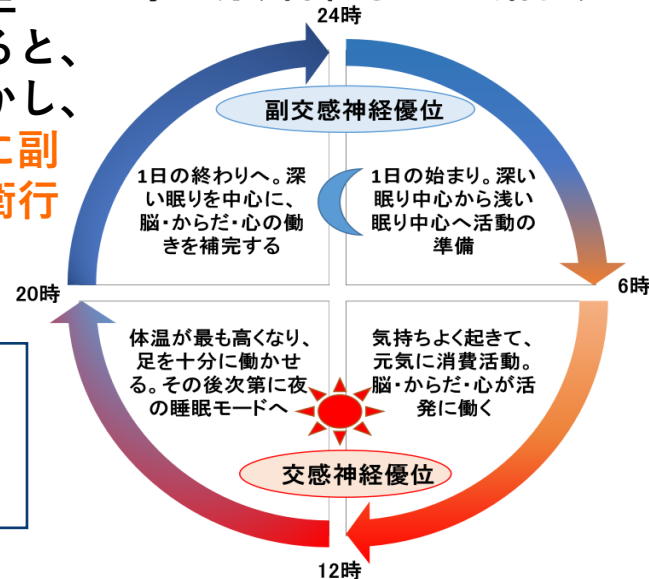 ると、
かし、
に副
衛行
24時
副交感神経優位
1日の終わりへ。深
い眠りを中心に、
脳・からだ・心の働
きを補完する
1日の始まり。深い
眠り中心から浅い
眠り中心へ活動の
準備
20時
6時
体温が最も高くなり、
足を十分に働かせ
る。その後次第に夜
の睡眠モードへ
気持ちよく起きて、
元気に消費活動。
脳・からだ・心が活
発に働く
交感神経優位
12時